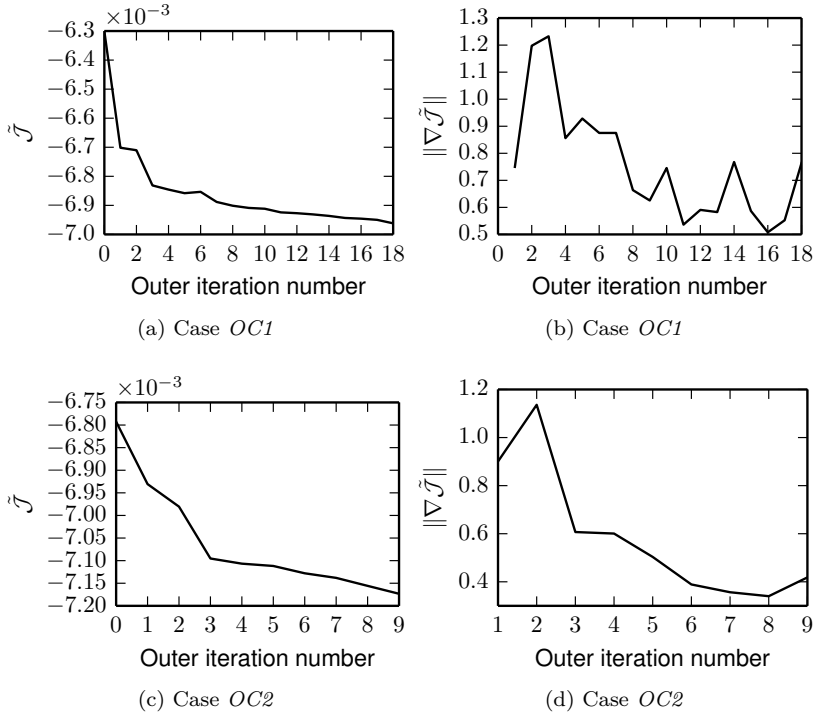 ×10⁻³
−6.3
−6.4
−6.5
−6.6
−6.7
−6.8
−6.9
−7.0
0 2 4 6 8 10 12 14 16 18
𝒥̃
Outer iteration number
(a) Case OC1
1.3
1.2
1.1
1.0
0.9
0.8
0.7
0.6
0.5
0 2 4 6 8 10 12 14 16 18
‖∇𝒥̃‖
Outer iteration number
(b) Case OC1
×10⁻³
−6.75
−6.80
−6.85
−6.90
−6.95
−7.00
−7.05
−7.10
−7.15
−7.20
0 1 2 3 4 5 6 7 8 9
𝒥̃
Outer iteration number
(c) Case OC2
1.2
1.0
0.8
0.6
0.4
1 2 3 4 5 6 7 8 9
‖∇𝒥̃‖
Outer iteration number
(d) Case OC2